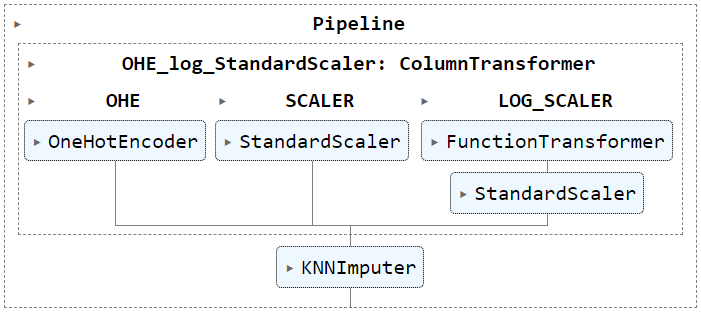 Pipeline
OHE_log_StandardScaler: ColumnTransformer
OHE SCALER LOG_SCALER
OneHotEncoder StandardScaler FunctionTransformer
StandardScaler
KNNImputer